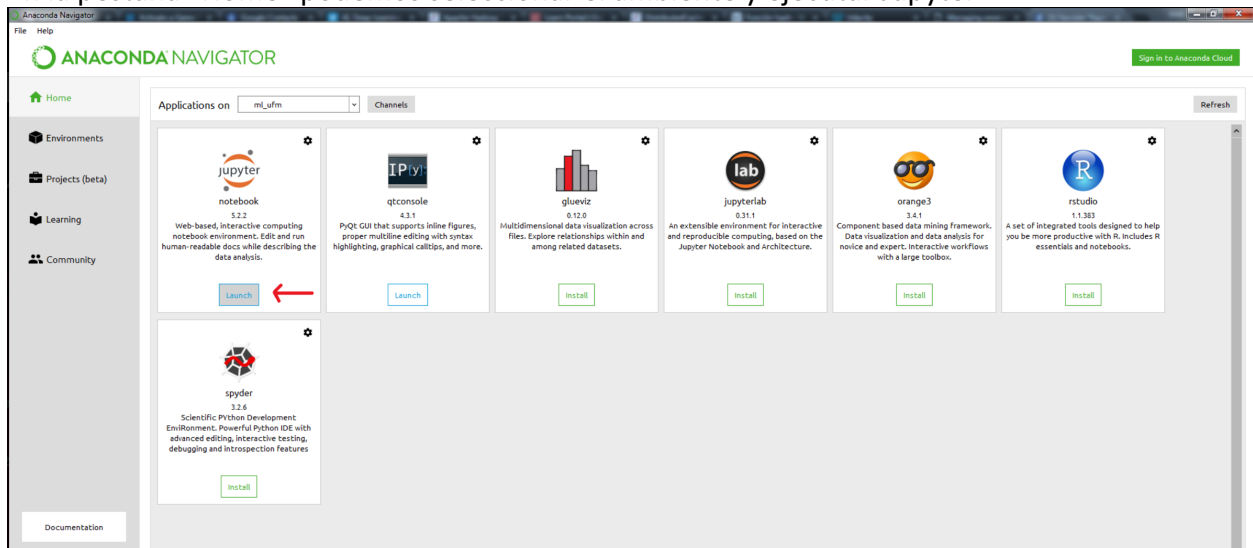 Anaconda Navigator
File Help
ANACONDA NAVIGATOR
Sign in to Anaconda Cloud
Home
Environments
Projects (beta)
Learning
Community
Documentation
Applications on ml_ufm Channels Refresh
jupyter
notebook
5.2.2
Web-based, interactive computing
notebook environment. Edit and run
human-readable docs while describing the
data analysis.
Launch
IP[y]:
qtconsole
4.3.1
PyQt GUI that supports inline figures,
proper multiline editing with syntax
highlighting, graphical calltips, and more.
Launch
glueviz
0.12.0
Multidimensional data visualization across
files. Explore relationships within and
among related datasets.
Install
lab
jupyterlab
0.31.1
An extensible environment for interactive
and reproducible computing, based on the
Jupyter Notebook and Architecture.
Install
orange3
3.4.1
Component based data mining framework.
Data visualization and data analysis for
novice and expert. Interactive workflows
with a large toolbox.
Install
R
rstudio
1.1.383
A set of integrated tools designed to help
you be more productive with R. Includes R
essentials and notebooks.
Install
spyder
3.2.6
Scientific PYthon Development
EnviRonment. Powerful Python IDE with
advanced editing, interactive testing,
debugging and introspection features
Install